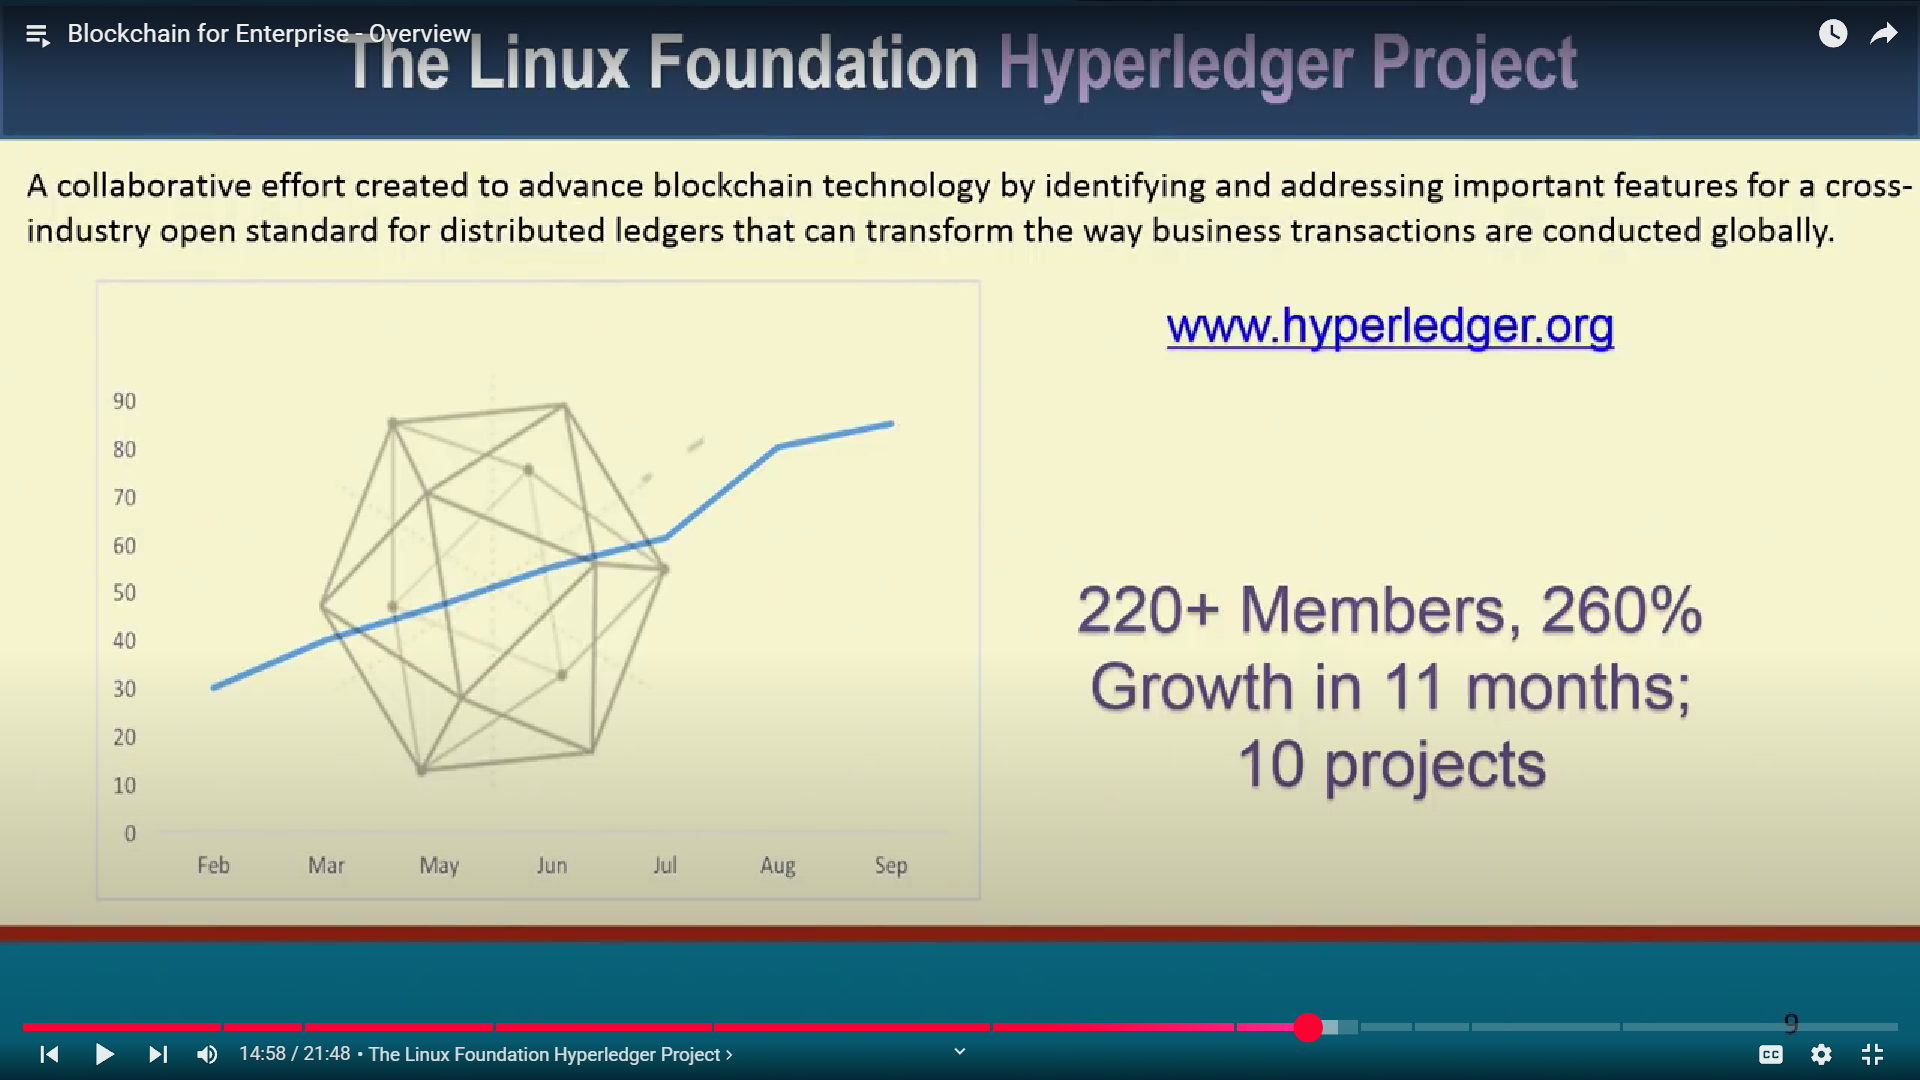 Blockchain for Enterprise - Overview
The Linux Foundation Hyperledger Project
A collaborative effort created to advance blockchain technology by identifying and addressing important features for a cross-
industry open standard for distributed ledgers that can transform the way business transactions are conducted globally.
www.hyperledger.org
90
80
70
60
50
40
30
20
10
0
Feb Mar May Jun Jul Aug Sep
220+ Members, 260%
Growth in 11 months;
10 projects
9
14:58 / 21:48 • The Linux Foundation Hyperledger Project ›
CC